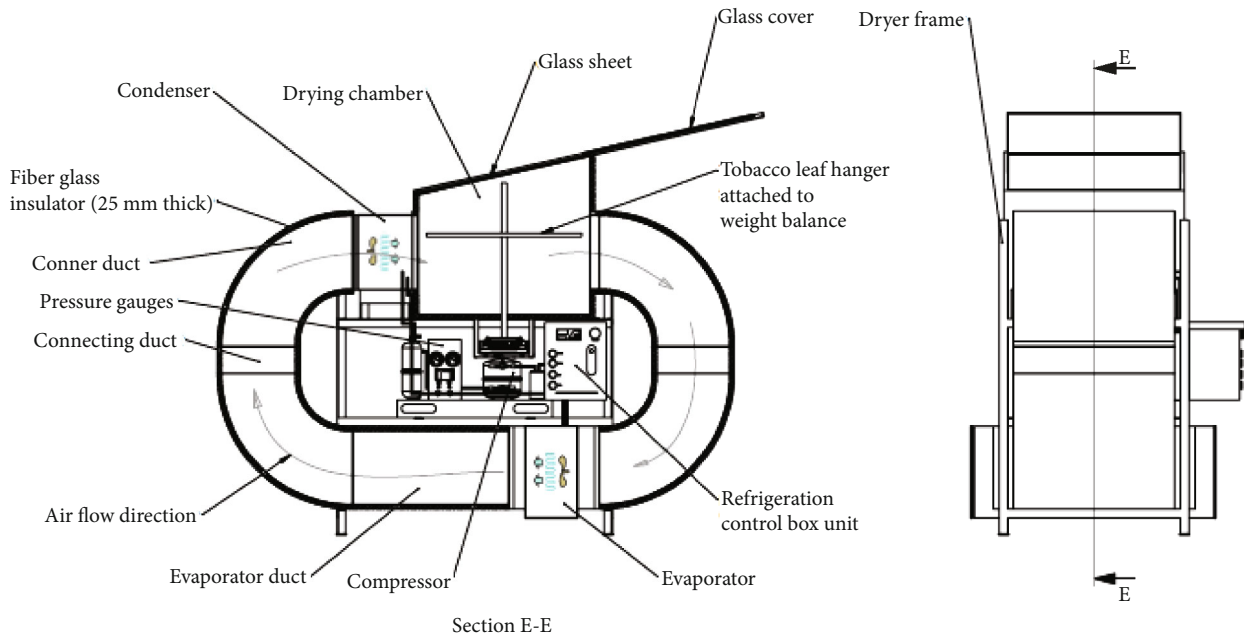 Glass cover
Dryer frame
E
Glass sheet
Condenser
Drying chamber
Fiber glass
insulator (25 mm thick)
Tobacco leaf hanger
attached to
weight balance
Conner duct
Pressure gauges
Connecting duct
Air flow direction
Refrigeration
control box unit
Evaporator duct
Compressor
Evaporator
E
Section E-E